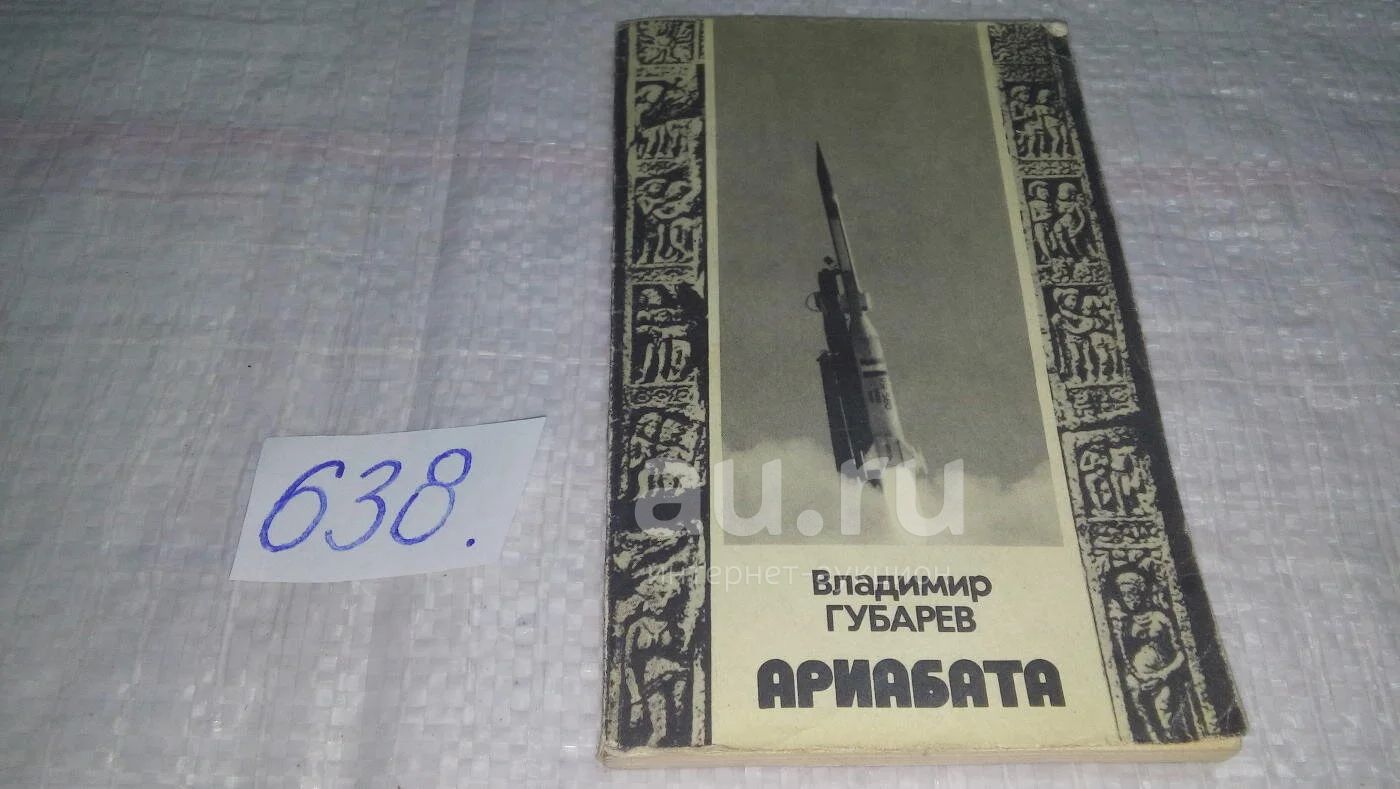 638.
au.ru
интернет-аукцион
Владимир
ГУБАРЕВ
АРИАБАТА